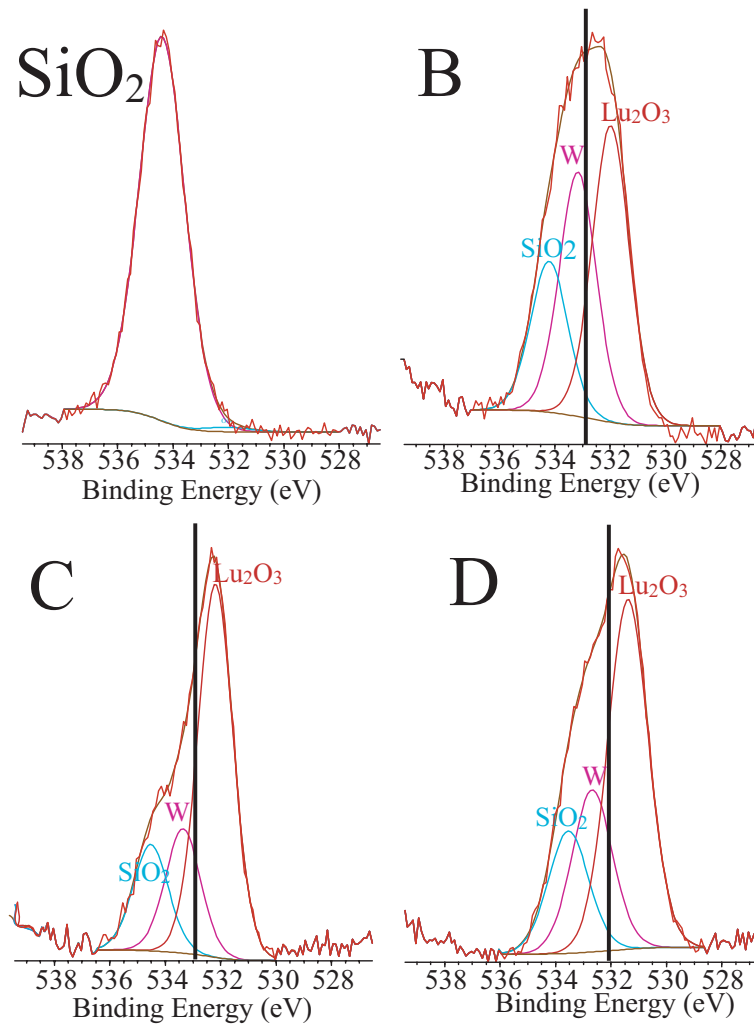 SiO₂
538 536 534 532 530 528
Binding Energy (eV)
B
Lu₂O₃
W
SiO2
538 536 534 532 530 528
Binding Energy (eV)
C
Lu₂O₃
W
SiO₂
538 536 534 532 530 528
Binding Energy (eV)
D
Lu₂O₃
W
SiO₂
538 536 534 532 530 528
Binding Energy (eV)